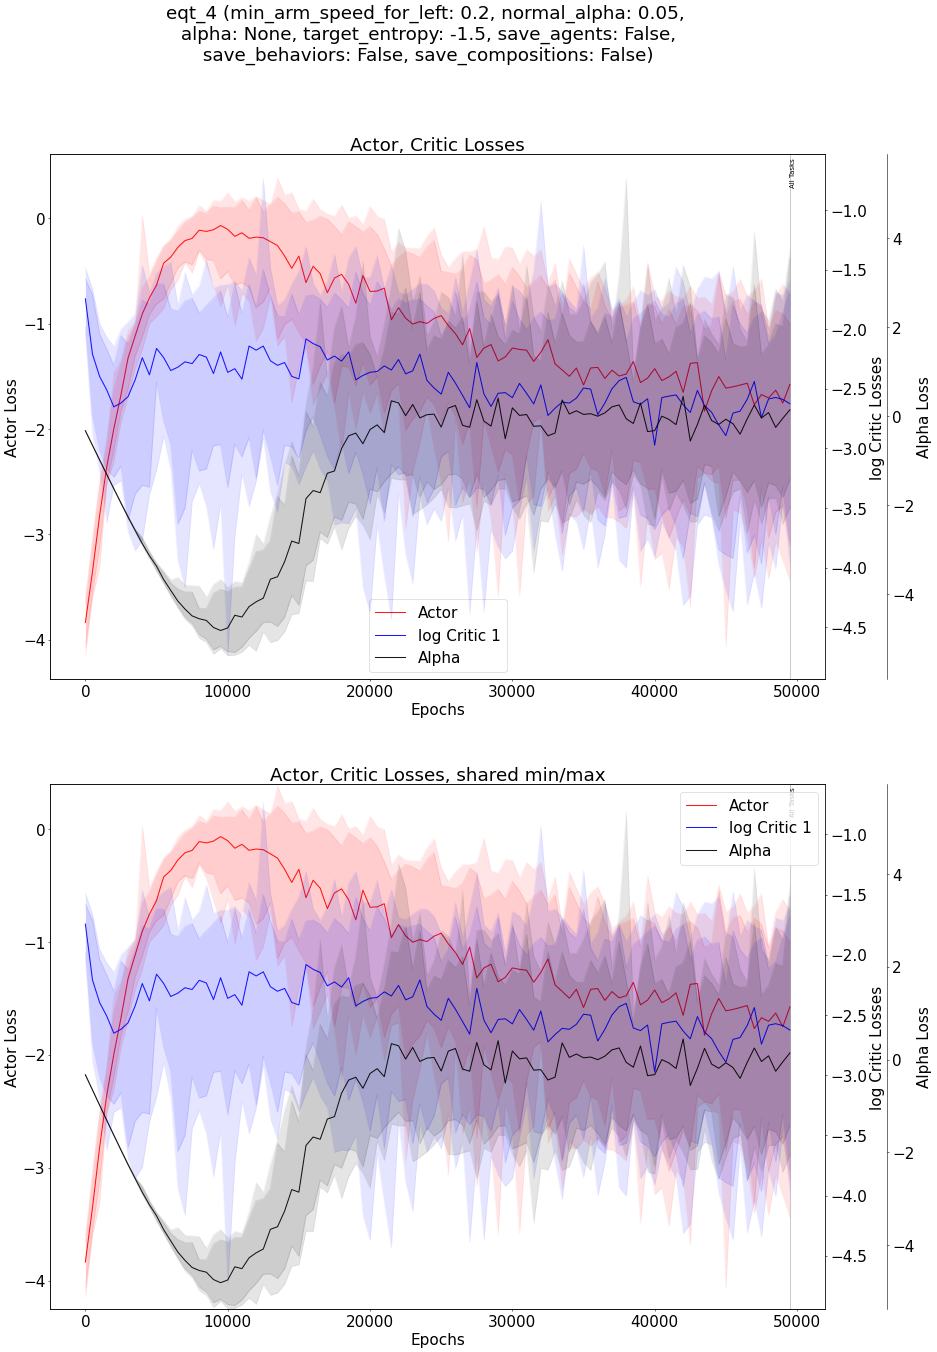 eqt_4 (min_arm_speed_for_left: 0.2, normal_alpha: 0.05,
alpha: None, target_entropy: -1.5, save_agents: False,
save_behaviors: False, save_compositions: False)
Actor, Critic Losses
All Tasks
0
−1
−2
−3
−4
Actor Loss
−1.0
−1.5
−2.0
−2.5
−3.0
−3.5
−4.0
−4.5
log Critic Losses
4
2
0
−2
−4
Alpha Loss
Actor
log Critic 1
Alpha
0
10000
20000
30000
40000
50000
Epochs
Actor, Critic Losses, shared min/max
All Tasks
Actor
log Critic 1
Alpha
0
−1
−2
−3
−4
Actor Loss
−1.0
−1.5
−2.0
−2.5
−3.0
−3.5
−4.0
−4.5
log Critic Losses
4
2
0
−2
−4
Alpha Loss
0
10000
20000
30000
40000
50000
Epochs